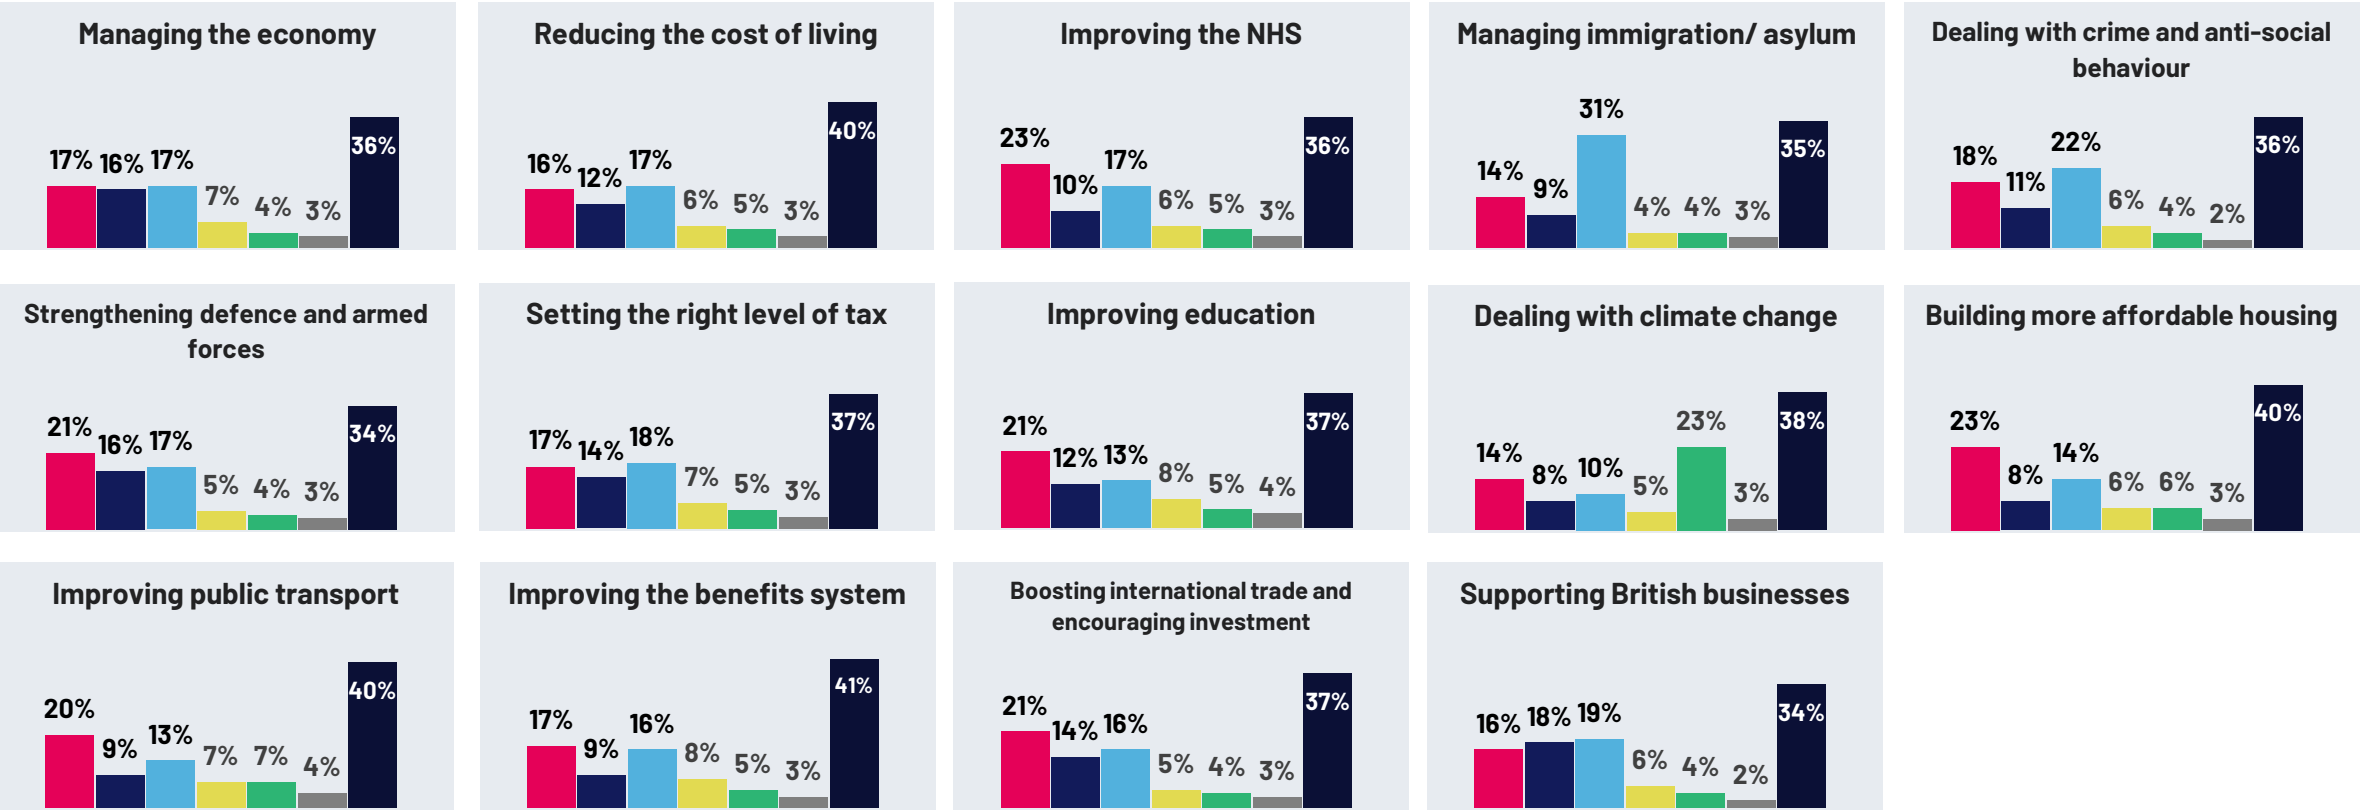 Managing the economy
17% 16% 17% 7% 4% 3% 36%
Reducing the cost of living
16% 12% 17% 6% 5% 3% 40%
Improving the NHS
23% 10% 17% 6% 5% 3% 36%
Managing immigration/ asylum
14% 9% 31% 4% 4% 3% 35%
Dealing with crime and anti-social
behaviour
18% 11% 22% 6% 4% 2% 36%
Strengthening defence and armed
forces
21% 16% 17% 5% 4% 3% 34%
Setting the right level of tax
17% 14% 18% 7% 5% 3% 37%
Improving education
21% 12% 13% 8% 5% 4% 37%
Dealing with climate change
14% 8% 10% 5% 23% 3% 38%
Building more affordable housing
23% 8% 14% 6% 6% 3% 40%
Improving public transport
20% 9% 13% 7% 7% 4% 40%
Improving the benefits system
17% 9% 16% 8% 5% 3% 41%
Boosting international trade and
encouraging investment
21% 14% 16% 5% 4% 3% 37%
Supporting British businesses
16% 18% 19% 6% 4% 2% 34%